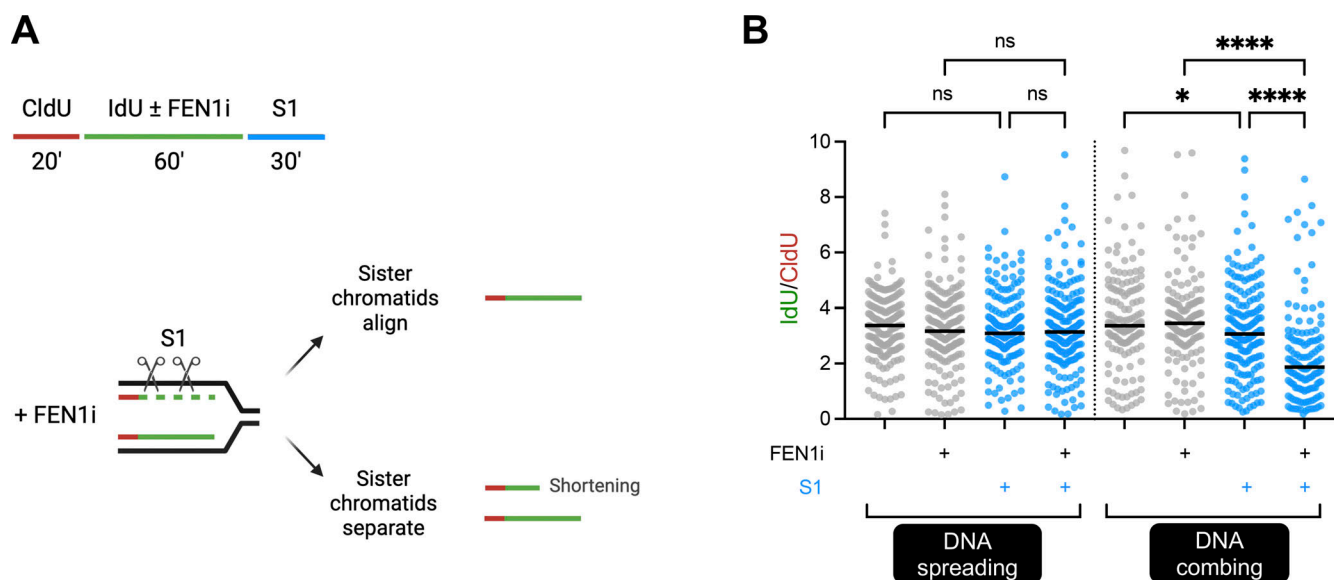 A
CldU IdU ± FEN1i S1
20' 60' 30'
S1
+ FEN1i
Sister
chromatids
align
Sister
chromatids
separate
Shortening
B
ns ****
ns ns * ****
IdU/CldU
10
8
6
4
2
0
FEN1i + + + +
S1 + + + +
DNA
spreading
DNA
combing